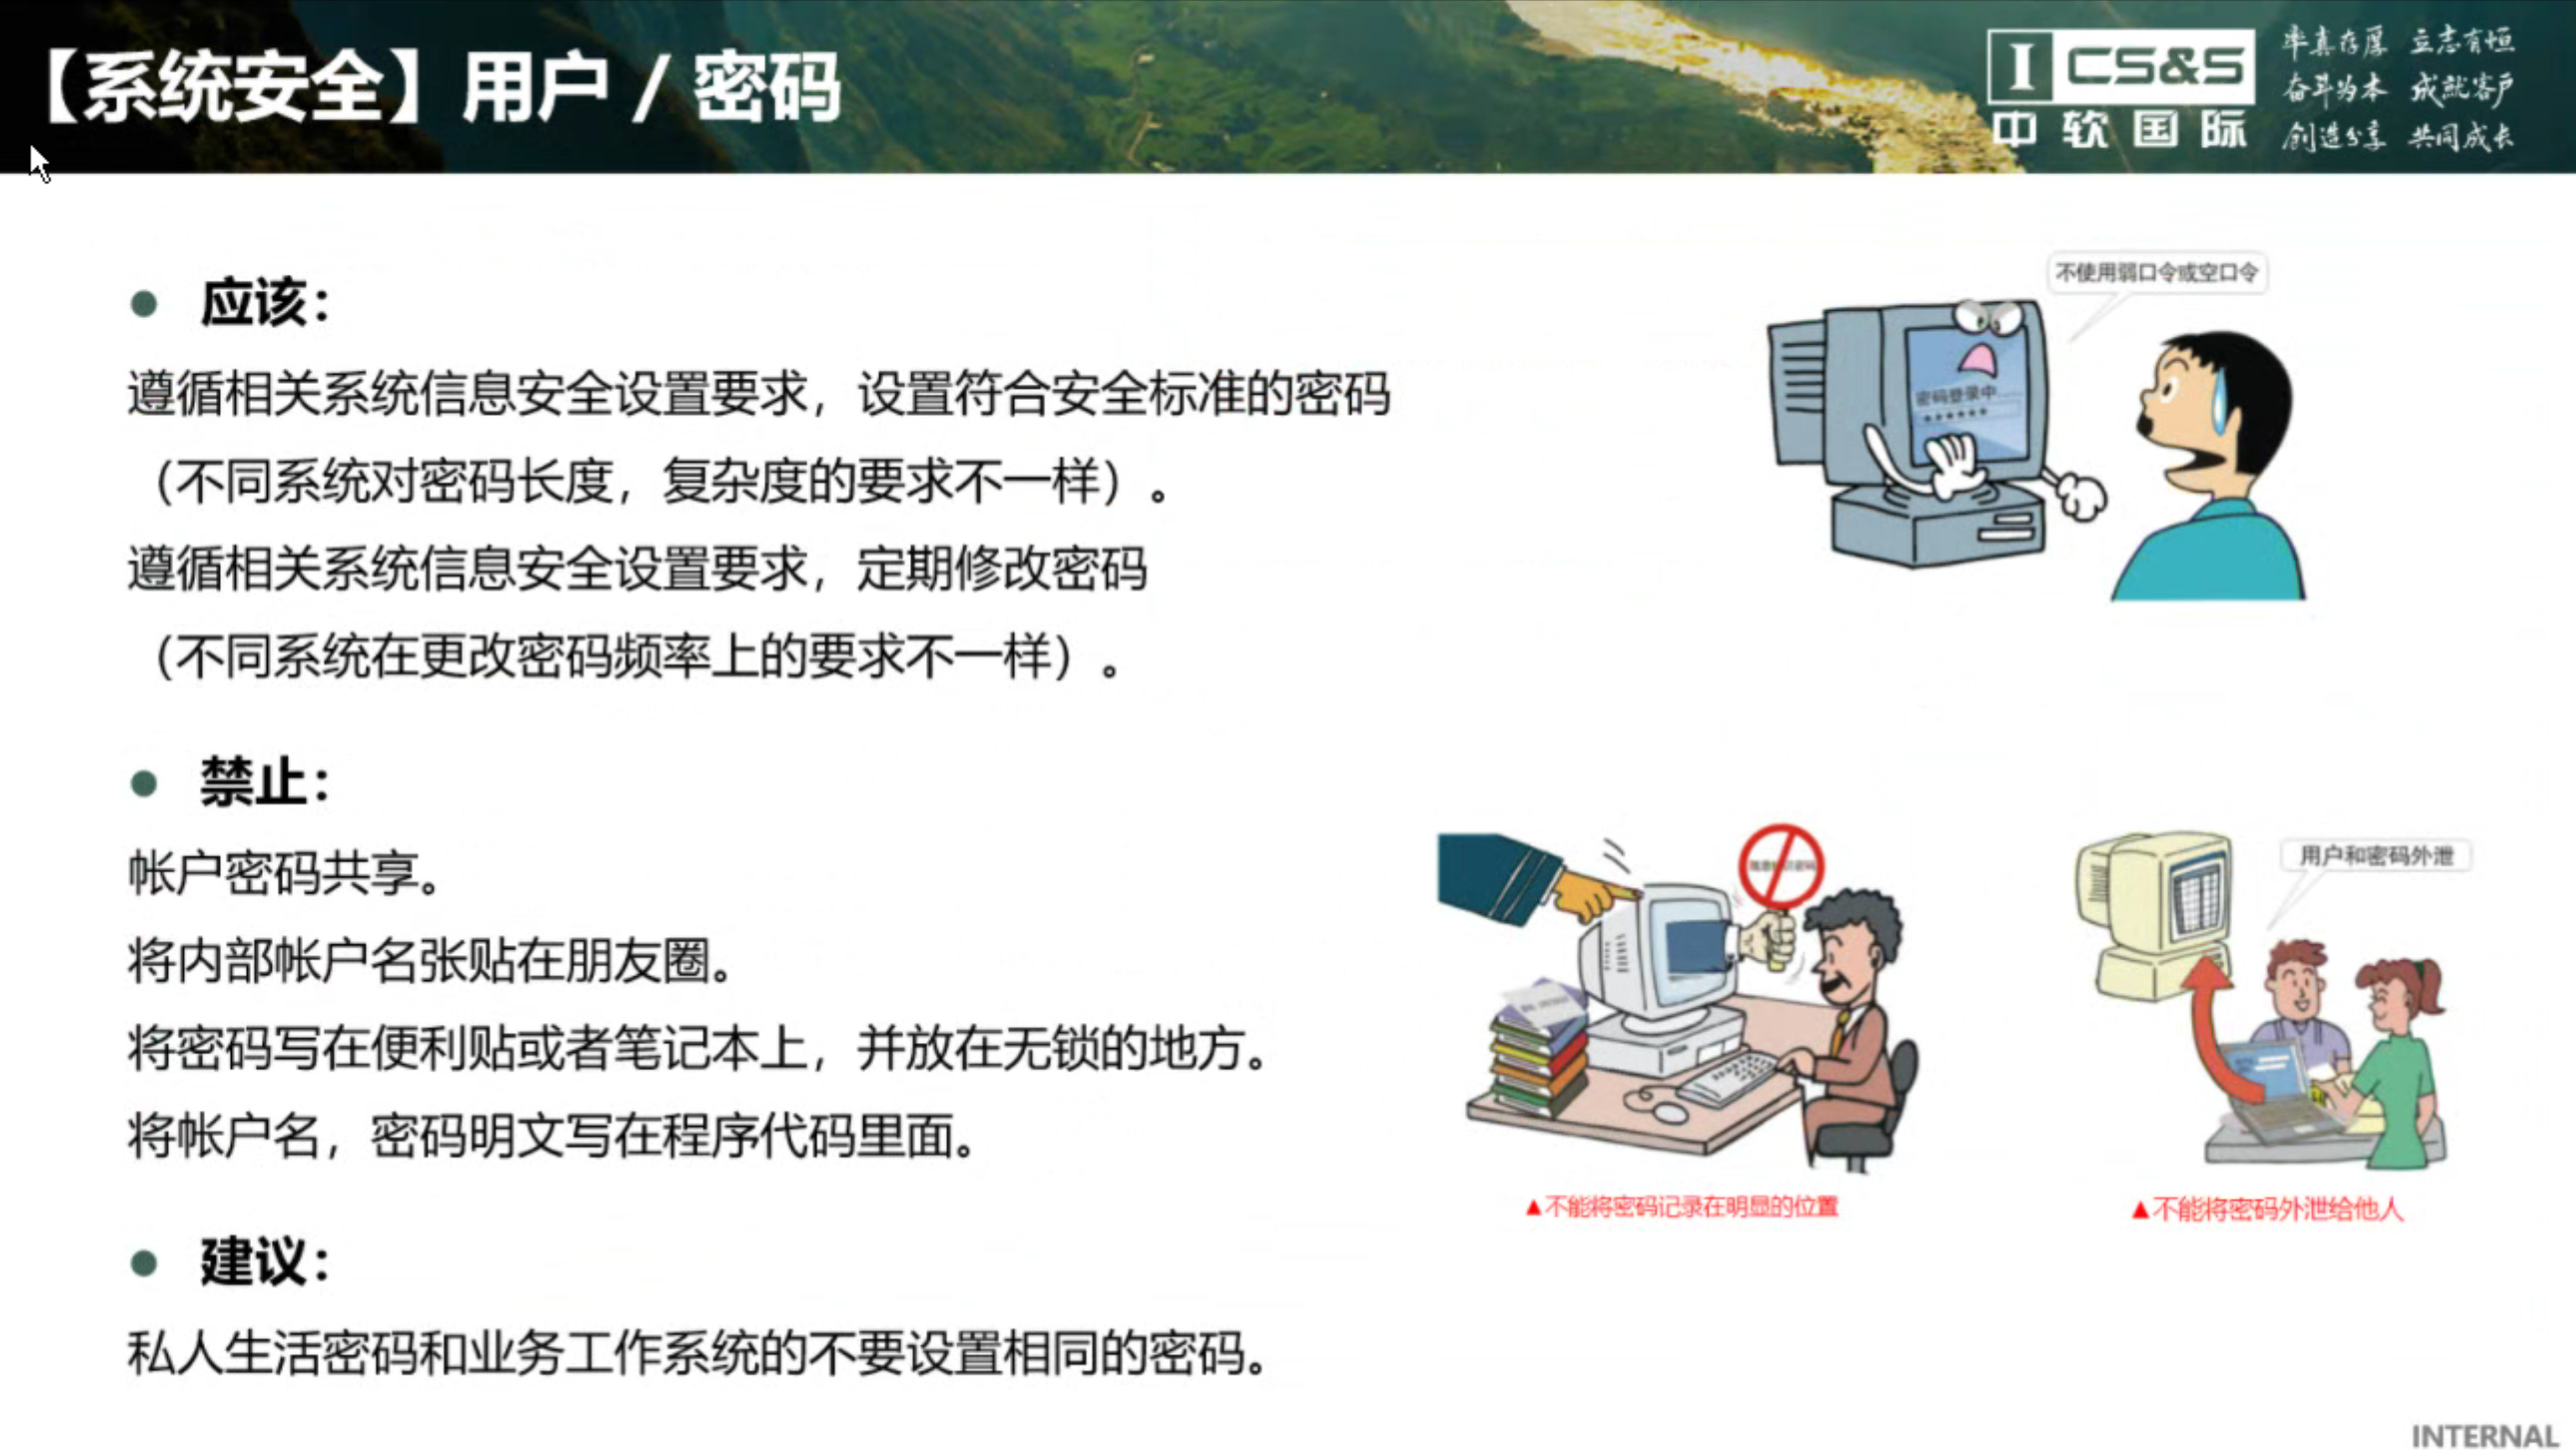 【系统安全】用户 / 密码
I CS&S
中软国际
率真存厚 立志有恒
奋斗为本 成就客户
创造分享 共同成长
应该：
遵循相关系统信息安全设置要求，设置符合安全标准的密码
（不同系统对密码长度，复杂度的要求不一样）。
遵循相关系统信息安全设置要求，定期修改密码
（不同系统在更改密码频率上的要求不一样）。
不使用弱口令或空口令
密码登录中
******
禁止：
帐户密码共享。
将内部帐户名张贴在朋友圈。
将密码写在便利贴或者笔记本上，并放在无锁的地方。
将帐户名，密码明文写在程序代码里面。
用户和密码外泄
▲不能将密码记录在明显的位置
▲不能将密码外泄给他人
建议：
私人生活密码和业务工作系统的不要设置相同的密码。
INTERNAL